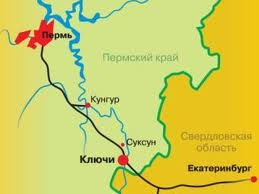 Пермь
Пермский край
Кунгур
Свердловская
область
Суксун
Ключи
Екатеринбург